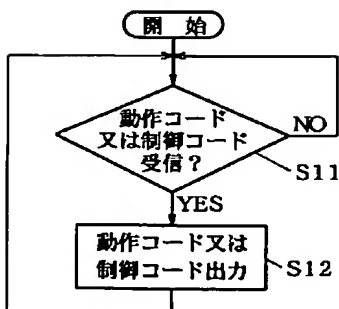 開 始
動作コード
又は制御コード
受信?
NO
S11
YES
動作コード又は
制御コード出力
S12